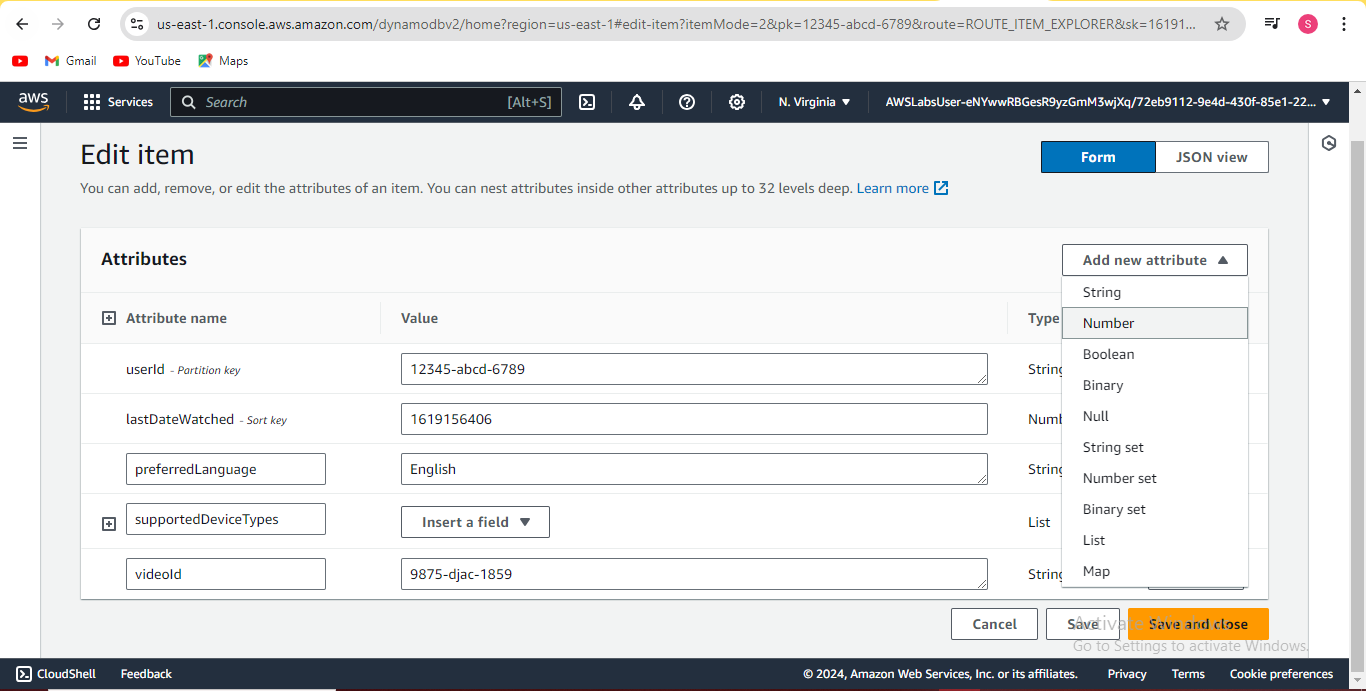 us-east-1.console.aws.amazon.com/dynamodbv2/home?region=us-east-1#edit-item?itemMode=2&pk=12345-abcd-6789&route=ROUTE_ITEM_EXPLORER&sk=16191...
S
Gmail YouTube Maps
aws Services Search [Alt+S] N. Virginia AWSLabsUser-eNYwwRBGesR9yzGmM3wjXq/72eb9112-9e4d-430f-85e1-22...
Edit item Form JSON view
You can add, remove, or edit the attributes of an item. You can nest attributes inside other attributes up to 32 levels deep. Learn more
Attributes Add new attribute
String
Attribute name Value Type Number
Boolean
userId - Partition key 12345-abcd-6789 String Binary
lastDateWatched - Sort key 1619156406 Numb Null
String set
preferredLanguage English String Number set
Binary set
supportedDeviceTypes Insert a field List List
videoId 9875-djac-1859 String Map
Cancel Save Save and close
Activate Windows
Go to Settings to activate Windows.
CloudShell Feedback © 2024, Amazon Web Services, Inc. or its affiliates. Privacy Terms Cookie preferences